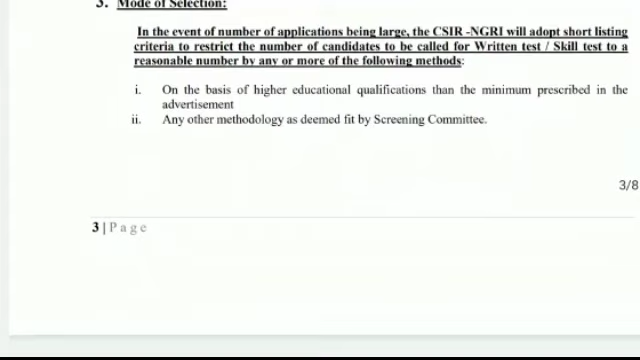 3. Mode of Selection:
In the event of number of applications being large, the CSIR -NGRI will adopt short listing
criteria to restrict the number of candidates to be called for Written test / Skill test to a
reasonable number by any or more of the following methods:
i. On the basis of higher educational qualifications than the minimum prescribed in the
advertisement
ii. Any other methodology as deemed fit by Screening Committee.
3/8
3 | P a g e